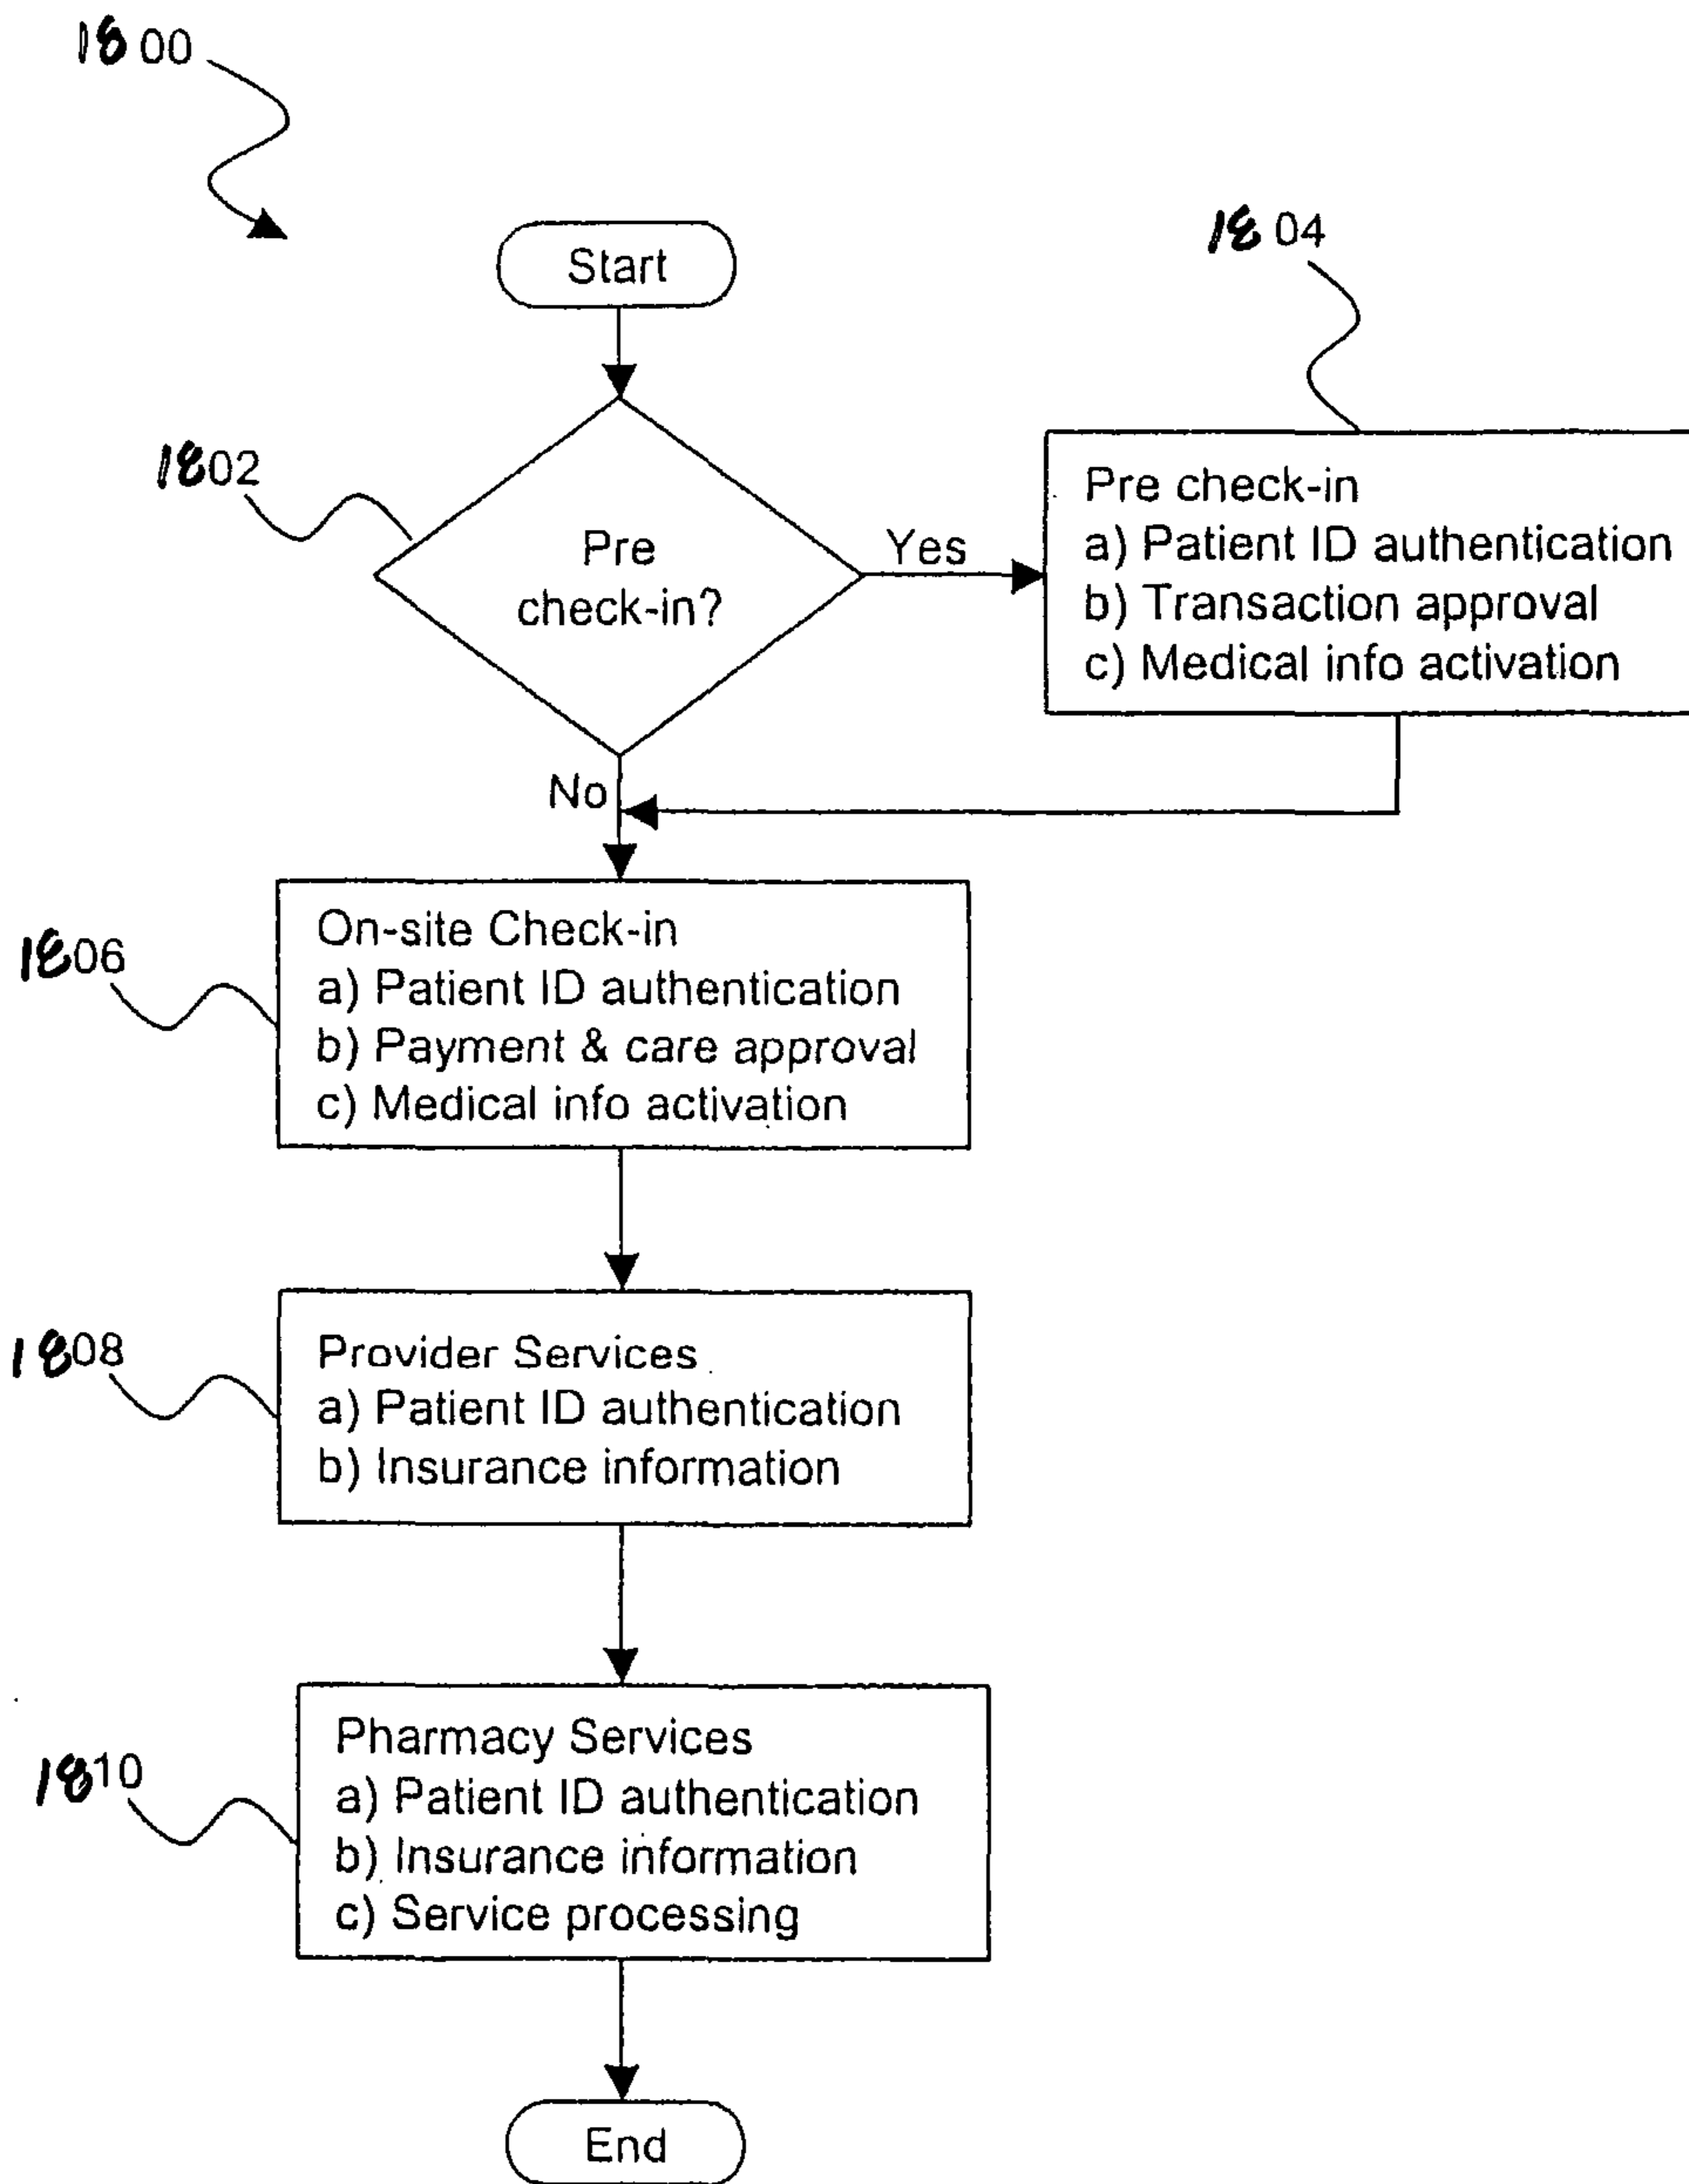 1800
Start
1804
1802
Pre
check-in?
Yes
Pre check-in
a) Patient ID authentication
b) Transaction approval
c) Medical info activation
No
1806
On-site Check-in
a) Patient ID authentication
b) Payment & care approval
c) Medical info activation
1808
Provider Services
a) Patient ID authentication
b) Insurance information
1810
Pharmacy Services
a) Patient ID authentication
b) Insurance information
c) Service processing
End